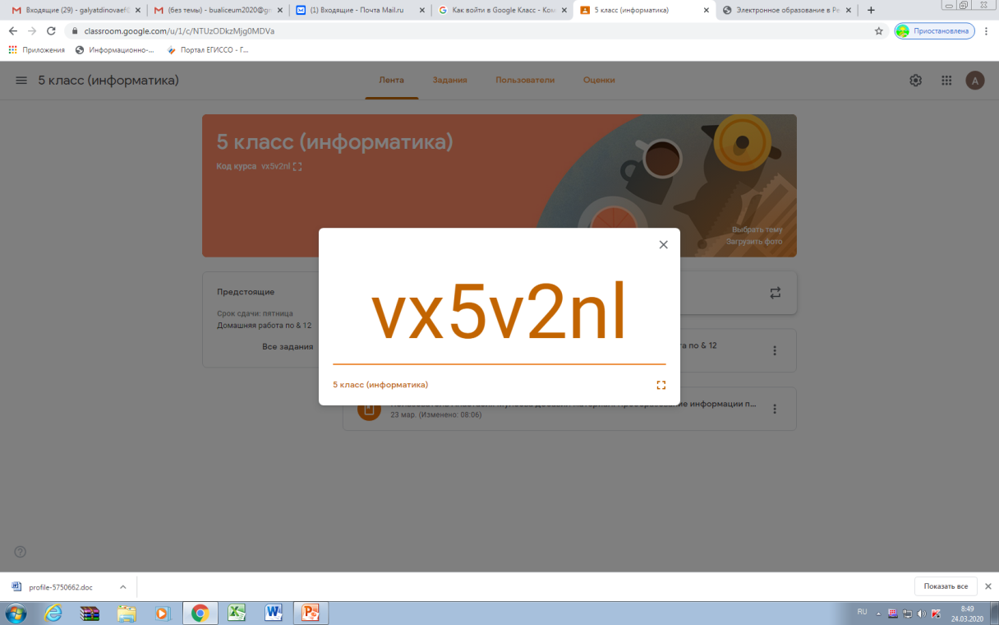 Входящие (29) - galyatdinovaef@
(без темы) - bualiceum2020@gm
(1) Входящие - Почта Mail.ru
Как войти в Google Класс - Ком
5 класс (информатика)
Электронное образование в Ре
classroom.google.com/u/1/c/NTUzODkzMjg0MDVa
Приостановлена
Приложения
Информационно-...
Портал ЕГИССО - Г...
5 класс (информатика)
Лента
Задания
Пользователи
Оценки
А
5 класс (информатика)
Код курса vx5v2nl
Выбрать тему
Загрузить фото
vx5v2nl
5 класс (информатика)
Предстоящие
Срок сдачи: пятница
Домашняя работа по & 12
Все задания
по & 12
информации п...
23 мар. (Изменено: 08:06)
profile-5750662.doc
Показать все
RU
8:49
24.03.2020